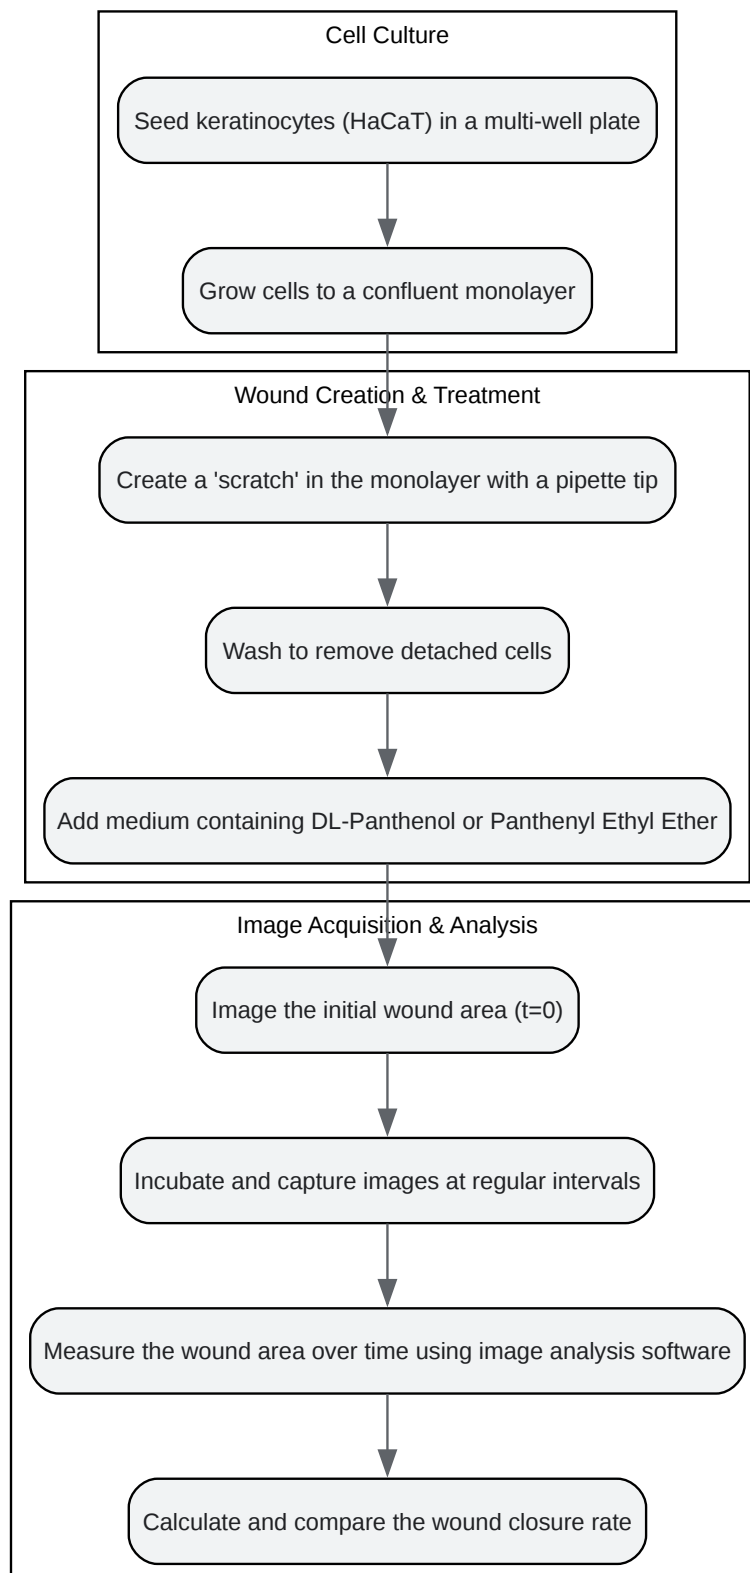 Cell Culture
Seed keratinocytes (HaCaT) in a multi-well plate
Grow cells to a confluent monolayer
Wound Creation & Treatment
Create a 'scratch' in the monolayer with a pipette tip
Wash to remove detached cells
Add medium containing DL-Panthenol or Panthenyl Ethyl Ether
Image Acquisition & Analysis
Image the initial wound area (t=0)
Incubate and capture images at regular intervals
Measure the wound area over time using image analysis software
Calculate and compare the wound closure rate